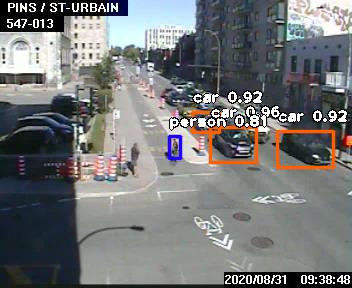 PINS / ST-URBAIN
547-013
car 0.92
car 0.96
person 0.81
car 0.92
2020/08/31 09:38:48